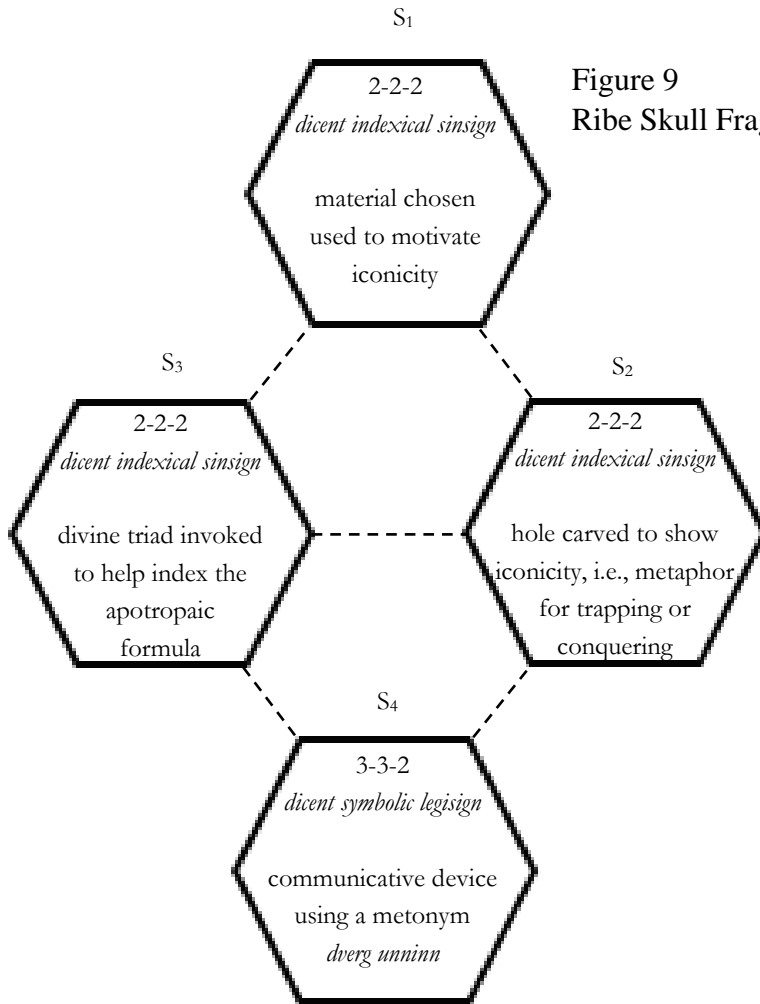 S₁
Figure 9
Ribe Skull Frag
2-2-2
dicent indexical sinsign
material chosen
used to motivate
iconicity
S₃
2-2-2
dicent indexical sinsign
divine triad invoked
to help index the
apotropaic
formula
S₂
2-2-2
dicent indexical sinsign
hole carved to show
iconicity, i.e., metaphor
for trapping or
conquering
S₄
3-3-2
dicent symbolic legisign
communicative device
using a metonym
dverg unninn